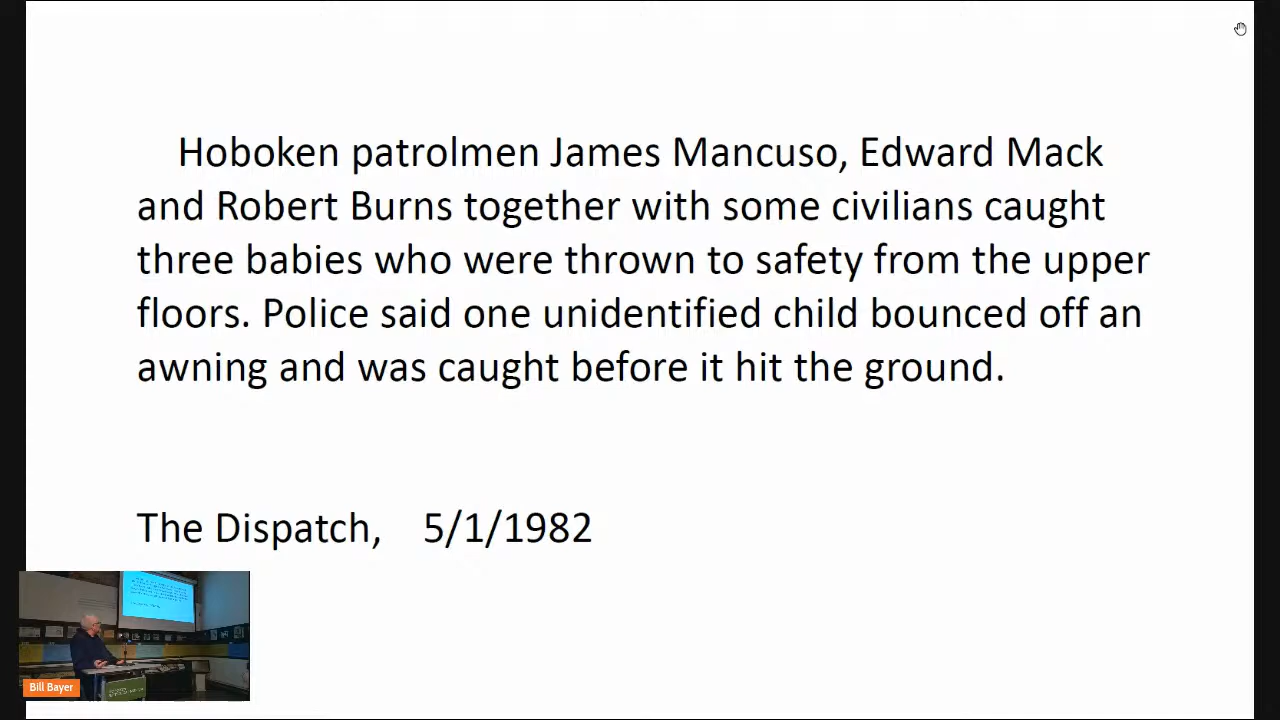 Hoboken patrolmen James Mancuso, Edward Mack
and Robert Burns together with some civilians caught
three babies who were thrown to safety from the upper
floors. Police said one unidentified child bounced off an
awning and was caught before it hit the ground.
The Dispatch, 5/1/1982
Bill Bayer